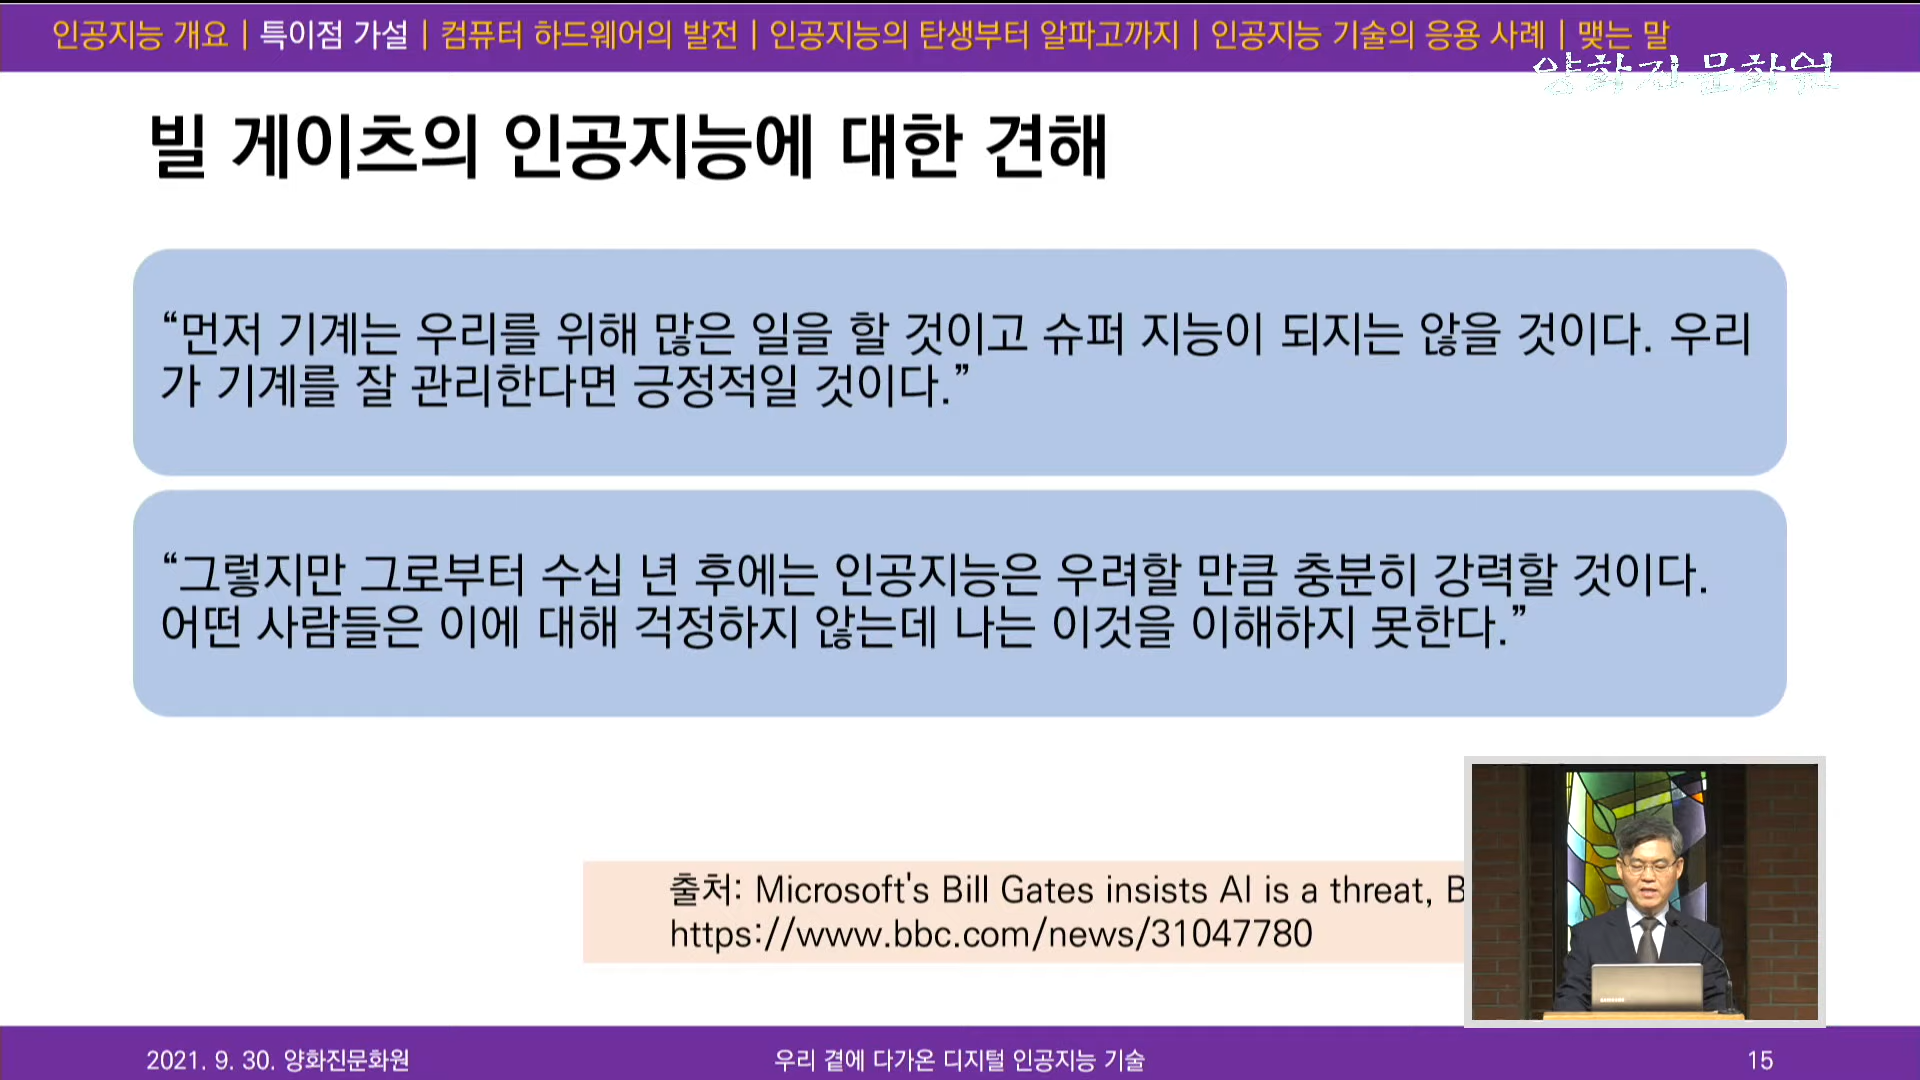 인공지능 개요 | 특이점 가설 | 컴퓨터 하드웨어의 발전 | 인공지능의 탄생부터 알파고까지 | 인공지능 기술의 응용 사례 | 맺는 말
양화진문화원
빌 게이츠의 인공지능에 대한 견해
“먼저 기계는 우리를 위해 많은 일을 할 것이고 슈퍼 지능이 되지는 않을 것이다. 우리
가 기계를 잘 관리한다면 긍정적일 것이다.”
“그렇지만 그로부터 수십 년 후에는 인공지능은 우려할 만큼 충분히 강력할 것이다.
어떤 사람들은 이에 대해 걱정하지 않는데 나는 이것을 이해하지 못한다.”
출처: Microsoft's Bill Gates insists AI is a threat, B
https://www.bbc.com/news/31047780
SAMSUNG
2021. 9. 30. 양화진문화원
우리 곁에 다가온 디지털 인공지능 기술
15